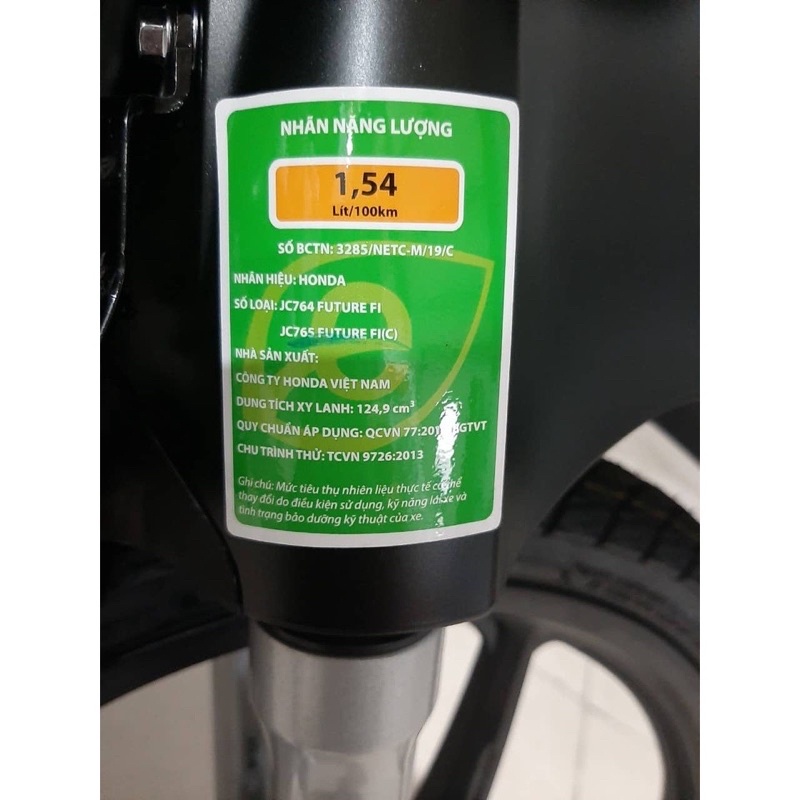 NHÃN NĂNG LƯỢNG
1,54
Lít/100km
SỐ BCTN: 3285/NETC-M/19/C
NHÃN HIỆU: HONDA
SỐ LOẠI: JC764 FUTURE FI
JC765 FUTURE FI(C)
NHÀ SẢN XUẤT:
CÔNG TY HONDA VIỆT NAM
DUNG TÍCH XY LANH: 124,9 cm³
QUY CHUẨN ÁP DỤNG: QCVN
CHU TRÌNH THỬ: TCVN 9726:2013
Ghi chú: Mức tiêu thụ nhiên liệu thực tế có thể
thay đổi do điều kiện sử dụng, kỹ năng lái xe và
tình trạng bảo dưỡng kỹ thuật của xe.